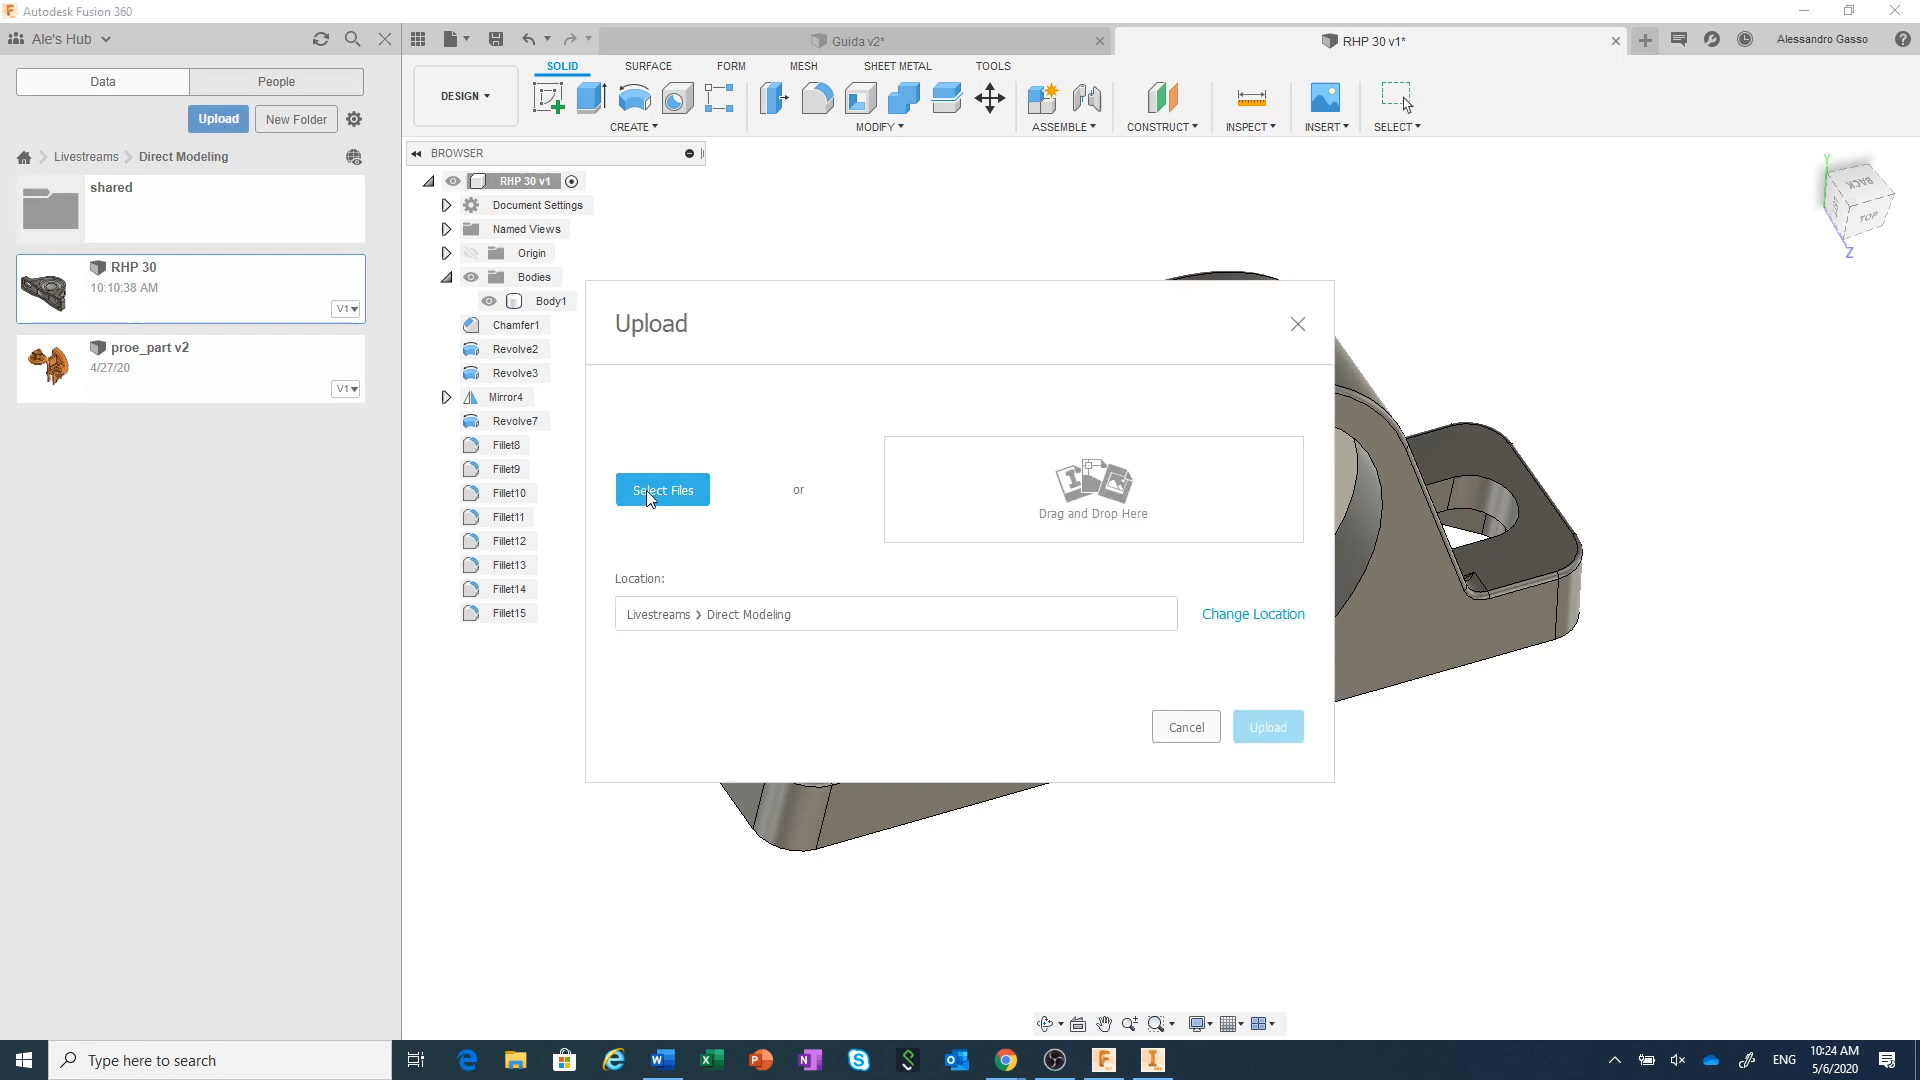 Autodesk Fusion 360
Ale's Hub
Guida v2*
RHP 30 v1*
Alessandro Gasso
Data
People
SOLID
SURFACE
FORM
MESH
SHEET METAL
TOOLS
DESIGN
Upload
New Folder
CREATE
MODIFY
ASSEMBLE
CONSTRUCT
INSPECT
INSERT
SELECT
Livestreams
Direct Modeling
BROWSER
shared
RHP 30
10:10:38 AM
V1
proe_part v2
4/27/20
V1
RHP 30 v1
Document Settings
Named Views
Origin
Bodies
Body1
Chamfer1
Revolve2
Revolve3
Mirror4
Revolve7
Fillet8
Fillet9
Fillet10
Fillet11
Fillet12
Fillet13
Fillet14
Fillet15
Y
BACK
TOP
Z
Upload
Select Files
or
Drag and Drop Here
Location:
Livestreams > Direct Modeling
Change Location
Cancel
Upload
Type here to search
ENG
10:24 AM
5/6/2020